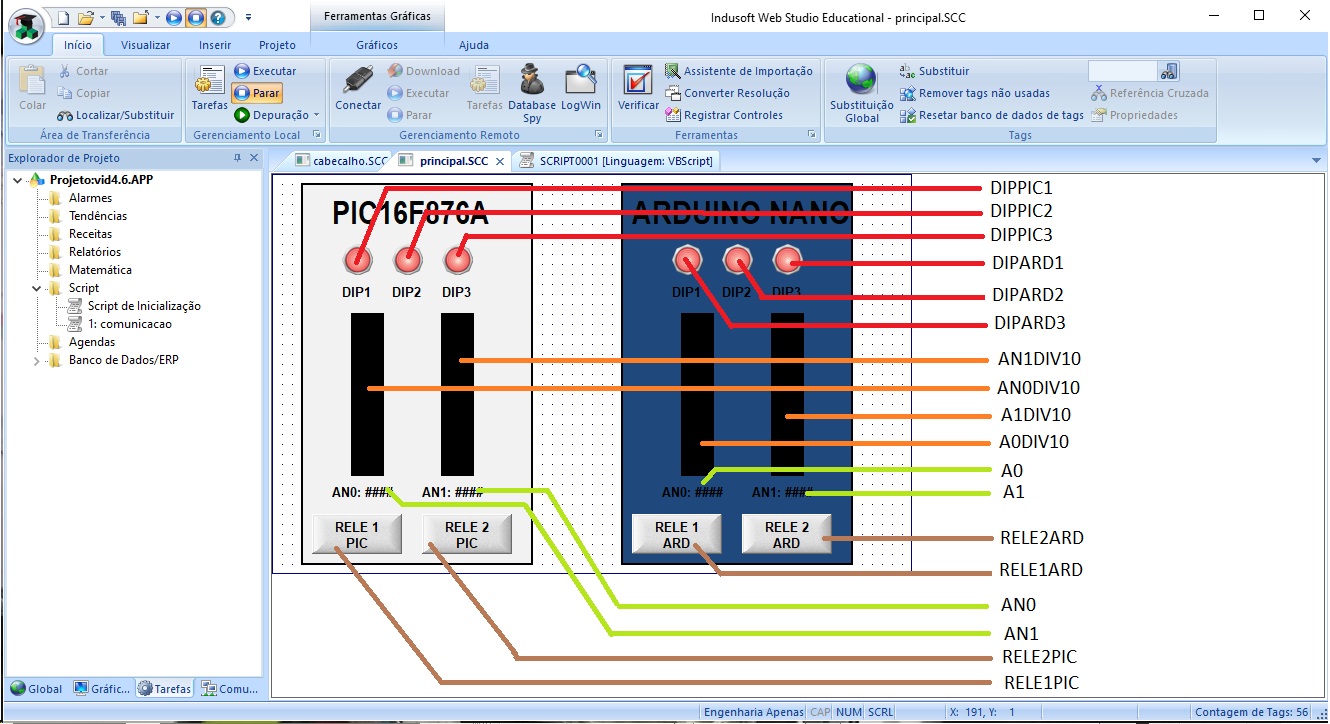 Ferramentas Gráficas
Indusoft Web Studio Educational - principal.SCC
Início
Visualizar
Inserir
Projeto
Gráficos
Ajuda
Colar
Cortar
Copiar
Localizar/Substituir
Área de Transferência
Tarefas
Executar
Parar
Depuração
Gerenciamento Local
Conectar
Download
Executar
Parar
Tarefas
Database Spy
LogWin
Gerenciamento Remoto
Verificar
Assistente de Importação
Converter Resolução
Registrar Controles
Ferramentas
Substituição Global
Substituir
Remover tags não usadas
Resetar banco de dados de tags
Referência Cruzada
Propriedades
Tags
Explorador de Projeto
Projeto:vid4.6.APP
Alarmes
Tendências
Receitas
Relatórios
Matemática
Script
Script de Inicialização
1: comunicacao
Agendas
Banco de Dados/ERP
Global
Gráfic...
Tarefas
Comu...
cabecalho.SCC
principal.SCC
SCRIPT0001 [Linguagem: VBScript]
PIC16F876A
DIP1 DIP2 DIP3
AN0: ####
AN1: ####
RELE 1
PIC
RELE 2
PIC
ARDUINO NANO
DIP1 DIP2 DIP3
AN0: ####
AN1: ####
RELE 1
ARD
RELE 2
ARD
DIPPIC1
DIPPIC2
DIPPIC3
DIPARD1
DIPARD2
DIPARD3
AN1DIV10
AN0DIV10
A1DIV10
A0DIV10
A0
A1
RELE2ARD
RELE1ARD
AN0
AN1
RELE2PIC
RELE1PIC
Engenharia Apenas
CAP
NUM
SCRL
X: 191, Y: 1
Contagem de Tags: 56